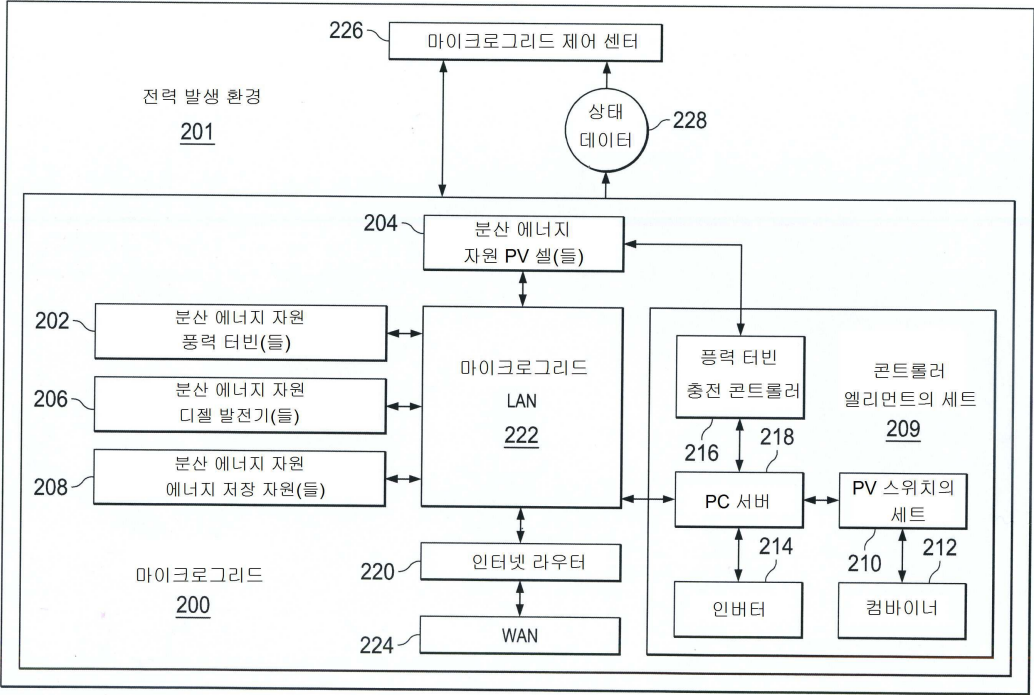 226
마이크로그리드 제어 센터
전력 발생 환경
201
상태
데이터
228
204
분산 에너지
자원 PV 셀(들)
202
분산 에너지 자원
풍력 터빈(들)
206
분산 에너지 자원
디젤 발전기(들)
208
분산 에너지 자원
에너지 저장 자원(들)
마이크로그리드
LAN
222
풍력 터빈
충전 콘트롤러
216
콘트롤러
엘리먼트의 세트
209
218
PC 서버
PV 스위치의
세트
210
212
214
인버터
컴바이너
220
인터넷 라우터
224
WAN
마이크로그리드
200